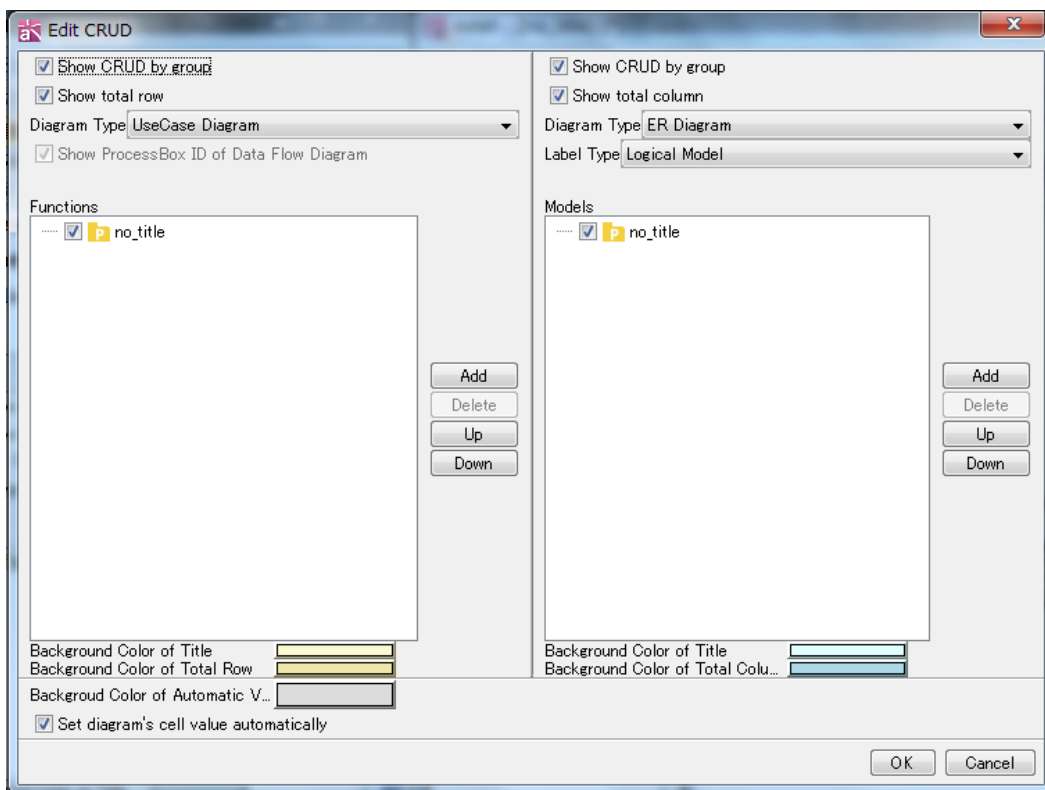 Edit CRUD
Show CRUD by group
Show total row
Diagram Type UseCase Diagram
Show ProcessBox ID of Data Flow Diagram
Functions
no_title
Add
Delete
Up
Down
Background Color of Title
Background Color of Total Row
Show CRUD by group
Show total column
Diagram Type ER Diagram
Label Type Logical Model
Models
no_title
Add
Delete
Up
Down
Background Color of Title
Background Color of Total Colu...
Backgroud Color of Automatic V...
Set diagram's cell value automatically
OK Cancel